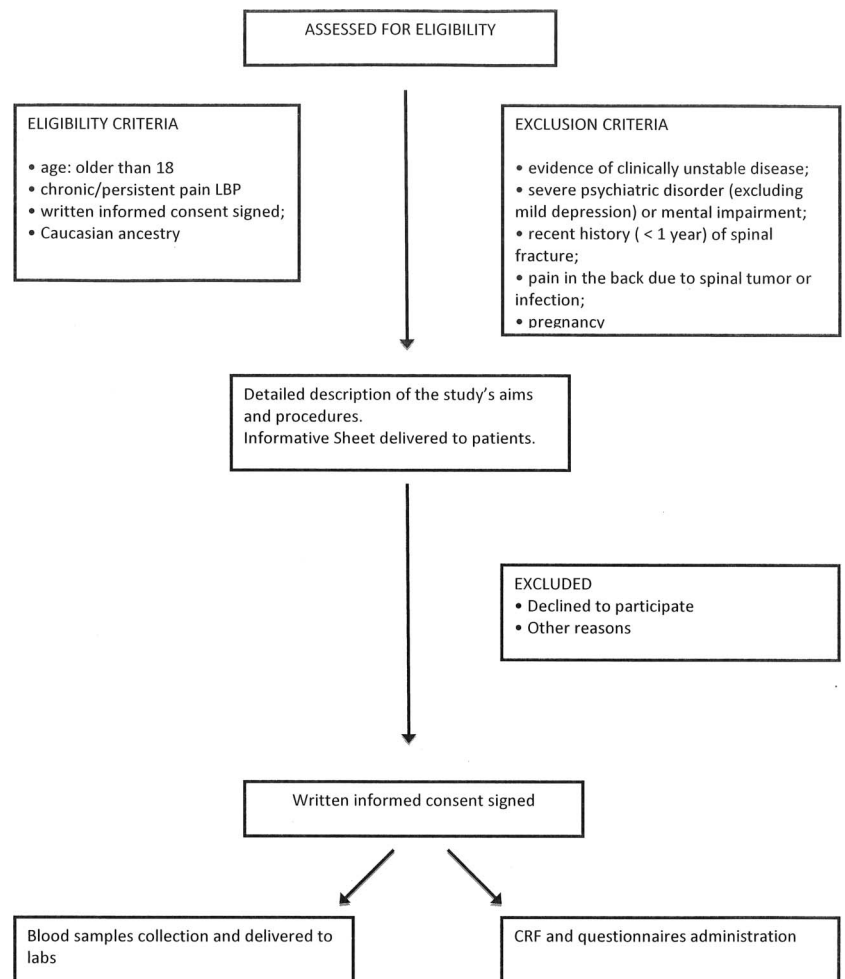 ASSESSED FOR ELIGIBILITY
ELIGIBILITY CRITERIA
• age: older than 18
• chronic/persistent pain LBP
• written informed consent signed;
• Caucasian ancestry
EXCLUSION CRITERIA
• evidence of clinically unstable disease;
• severe psychiatric disorder (excluding
mild depression) or mental impairment;
• recent history ( < 1 year) of spinal
fracture;
• pain in the back due to spinal tumor or
infection;
• pregnancy
Detailed description of the study’s aims
and procedures.
Informative Sheet delivered to patients.
EXCLUDED
• Declined to participate
• Other reasons
Written informed consent signed
Blood samples collection and delivered to
labs
CRF and questionnaires administration